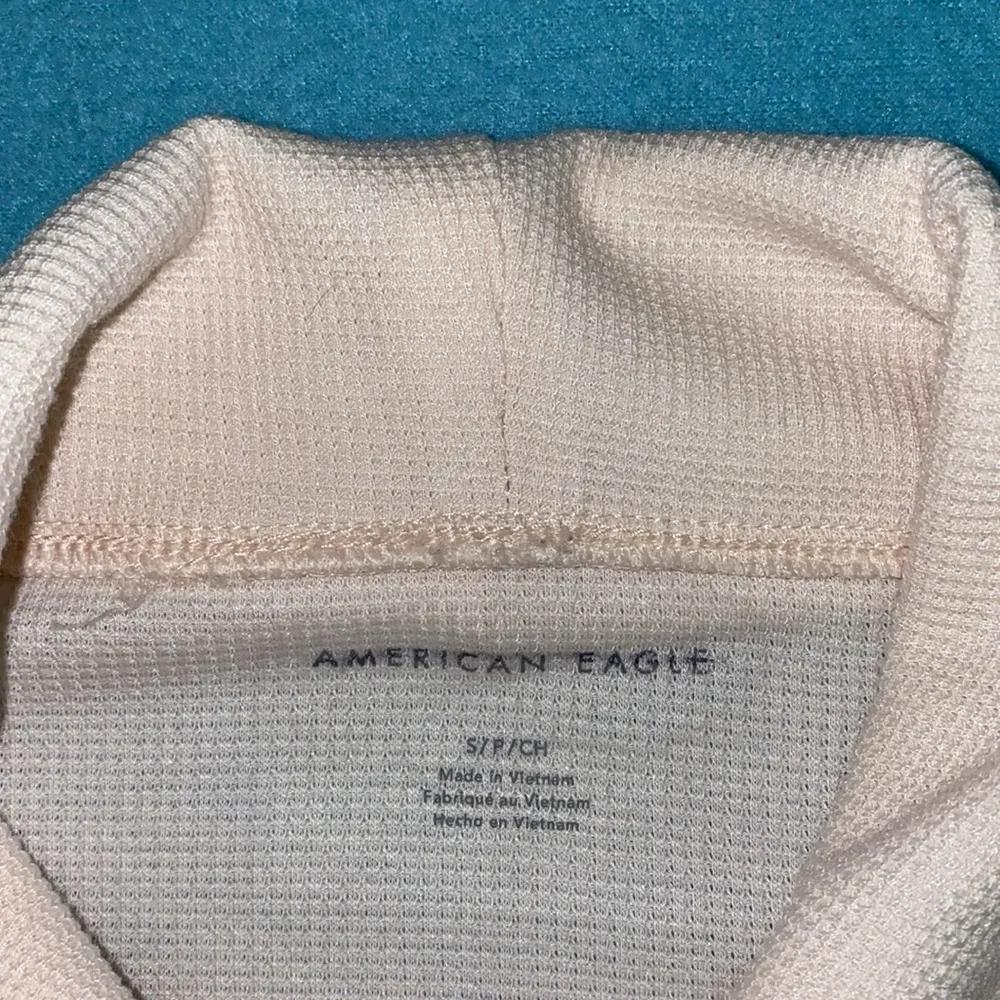 AMERICAN EAGLE
S/P/CH
Made in Vietnam
Fabriqué au Vietnam
Hecho en Vietnam